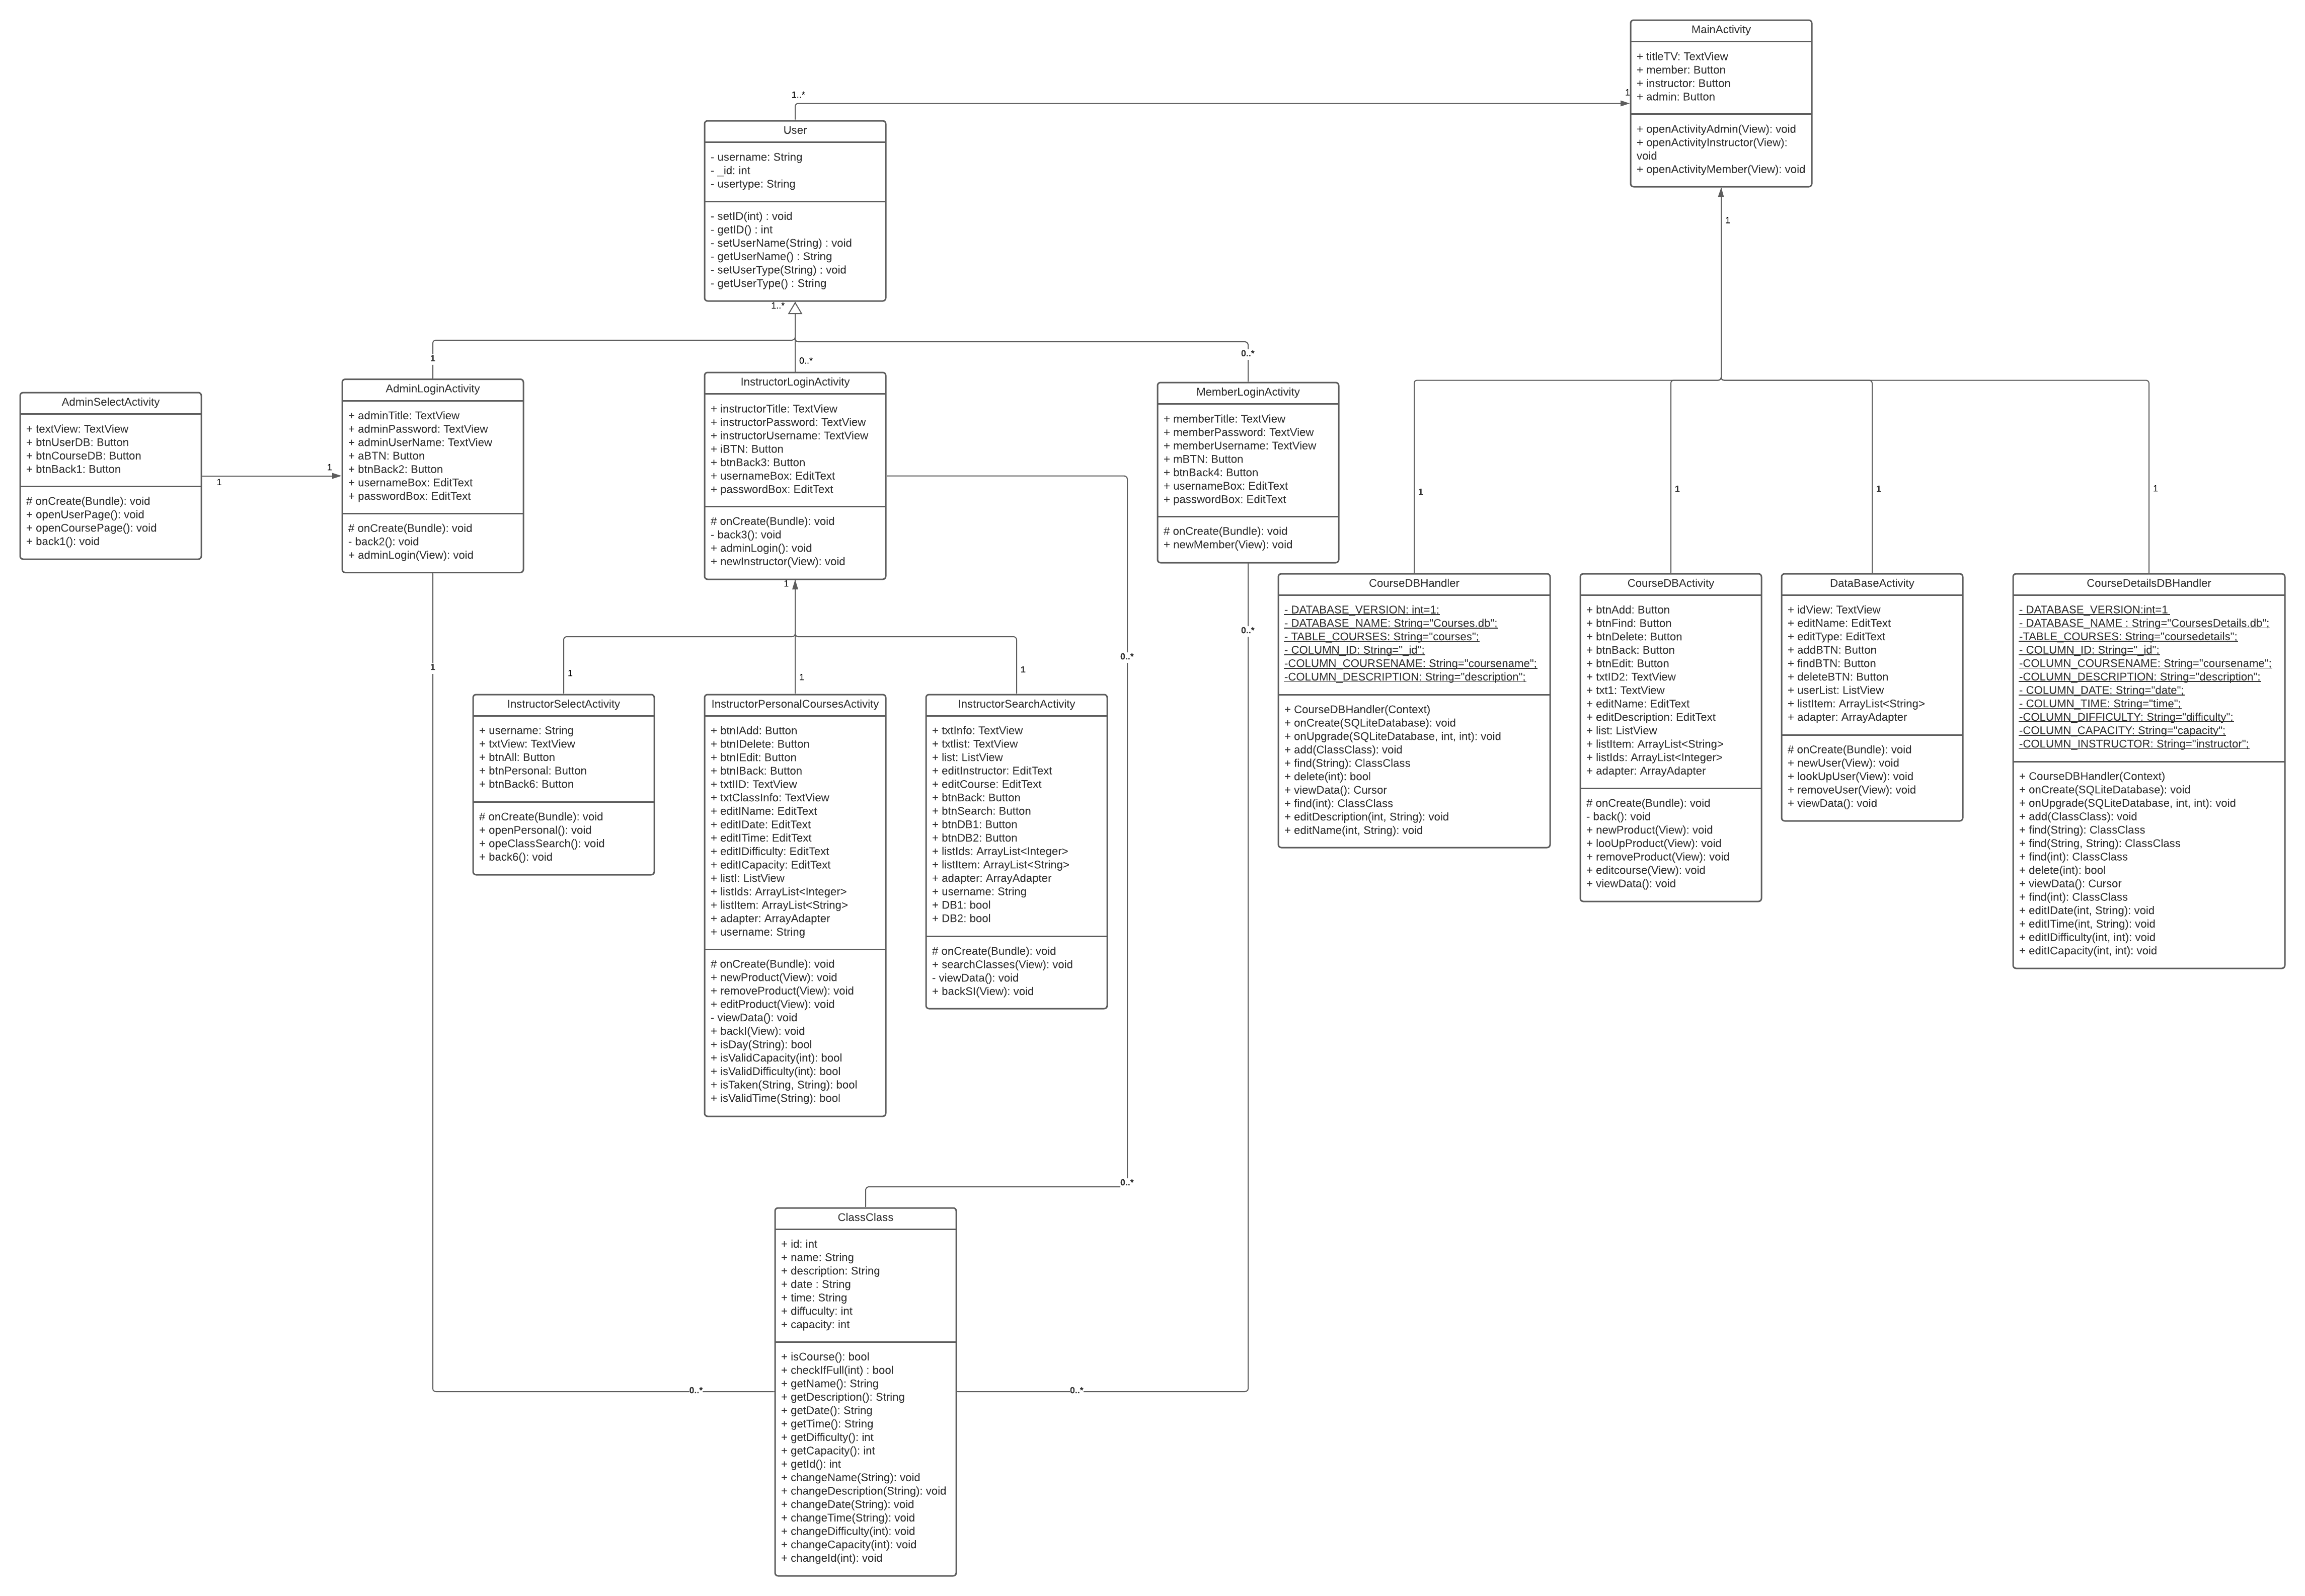 MainActivity
+ titleTV: TextView
+ member: Button
+ instructor: Button
+ admin: Button
+ openActivityAdmin(View): void
+ openActivityInstructor(View):
void
+ openActivityMember(View): void
1..*
1
1
User
- username: String
- _id: int
- usertype: String
- setID(int) : void
- getID() : int
- setUserName(String) : void
- getUserName() : String
- setUserType(String) : void
- getUserType() : String
1..*
1
0..*
0..*
AdminSelectActivity
+ textView: TextView
+ btnUserDB: Button
+ btnCourseDB: Button
+ btnBack1: Button
# onCreate(Bundle): void
+ openUserPage(): void
+ openCoursePage(): void
+ back1(): void
1
1
AdminLoginActivity
+ adminTitle: TextView
+ adminPassword: TextView
+ adminUserName: TextView
+ aBTN: Button
+ btnBack2: Button
+ usernameBox: EditText
+ passwordBox: EditText
# onCreate(Bundle): void
- back2(): void
+ adminLogin(View): void
InstructorLoginActivity
+ instructorTitle: TextView
+ instructorPassword: TextView
+ instructorUsername: TextView
+ iBTN: Button
+ btnBack3: Button
+ usernameBox: EditText
+ passwordBox: EditText
# onCreate(Bundle): void
- back3(): void
+ adminLogin(): void
+ newInstructor(View): void
MemberLoginActivity
+ memberTitle: TextView
+ memberPassword: TextView
+ memberUsername: TextView
+ mBTN: Button
+ btnBack4: Button
+ usernameBox: EditText
+ passwordBox: EditText
# onCreate(Bundle): void
+ newMember(View): void
1
1
1
1
CourseDBHandler
- DATABASE_VERSION: int=1;
- DATABASE_NAME: String="Courses.db";
- TABLE_COURSES: String="courses";
- COLUMN_ID: String="_id";
-COLUMN_COURSENAME: String="coursename";
-COLUMN_DESCRIPTION: String="description";
+ CourseDBHandler(Context)
+ onCreate(SQLiteDatabase): void
+ onUpgrade(SQLiteDatabase, int, int): void
+ add(ClassClass): void
+ find(String): ClassClass
+ delete(int): bool
+ viewData(): Cursor
+ find(int): ClassClass
+ editDescription(int, String): void
+ editName(int, String): void
CourseDBActivity
+ btnAdd: Button
+ btnFind: Button
+ btnDelete: Button
+ btnBack: Button
+ btnEdit: Button
+ txtID2: TextView
+ txt1: TextView
+ editName: EditText
+ editDescription: EditText
+ list: ListView
+ listItem: ArrayList<String>
+ listIds: ArrayList<Integer>
+ adapter: ArrayAdapter
# onCreate(Bundle): void
- back(): void
+ newProduct(View): void
+ looUpProduct(View): void
+ removeProduct(View): void
+ editcourse(View): void
+ viewData(): void
DataBaseActivity
+ idView: TextView
+ editName: EditText
+ editType: EditText
+ addBTN: Button
+ findBTN: Button
+ deleteBTN: Button
+ userList: ListView
+ listItem: ArrayList<String>
+ adapter: ArrayAdapter
# onCreate(Bundle): void
+ newUser(View): void
+ lookUpUser(View): void
+ removeUser(View): void
+ viewData(): void
CourseDetailsDBHandler
- DATABASE_VERSION:int=1
- DATABASE_NAME : String="CoursesDetails.db";
-TABLE_COURSES: String="coursedetails";
- COLUMN_ID: String="_id";
-COLUMN_COURSENAME: String="coursename";
-COLUMN_DESCRIPTION: String="description";
- COLUMN_DATE: String="date";
- COLUMN_TIME: String="time";
-COLUMN_DIFFICULTY: String="difficulty";
-COLUMN_CAPACITY: String="capacity";
-COLUMN_INSTRUCTOR: String="instructor";
+ CourseDBHandler(Context)
+ onCreate(SQLiteDatabase): void
+ onUpgrade(SQLiteDatabase, int, int): void
+ add(ClassClass): void
+ find(String): ClassClass
+ find(String, String): ClassClass
+ find(int): ClassClass
+ delete(int): bool
+ viewData(): Cursor
+ find(int): ClassClass
+ editIDate(int, String): void
+ editITime(int, String): void
+ editIDifficulty(int, int): void
+ editICapacity(int, int): void
1
1
1
1
1
0..*
0..*
InstructorSelectActivity
+ username: String
+ txtView: TextView
+ btnAll: Button
+ btnPersonal: Button
+ btnBack6: Button
# onCreate(Bundle): void
+ openPersonal(): void
+ opeClassSearch(): void
+ back6(): void
InstructorPersonalCoursesActivity
+ btnIAdd: Button
+ btnIDelete: Button
+ btnIEdit: Button
+ btnIBack: Button
+ txtIID: TextView
+ txtClassInfo: TextView
+ editIName: EditText
+ editIDate: EditText
+ editITime: EditText
+ editIDifficulty: EditText
+ editICapacity: EditText
+ listI: ListView
+ listIds: ArrayList<Integer>
+ listItem: ArrayList<String>
+ adapter: ArrayAdapter
+ username: String
# onCreate(Bundle): void
+ newProduct(View): void
+ removeProduct(View): void
+ editProduct(View): void
- viewData(): void
+ backI(View): void
+ isDay(String): bool
+ isValidCapacity(int): bool
+ isValidDifficulty(int): bool
+ isTaken(String, String): bool
+ isValidTime(String): bool
InstructorSearchActivity
+ txtInfo: TextView
+ txtlist: TextView
+ list: ListView
+ editInstructor: EditText
+ editCourse: EditText
+ btnBack: Button
+ btnSearch: Button
+ btnDB1: Button
+ btnDB2: Button
+ listIds: ArrayList<Integer>
+ listItem: ArrayList<String>
+ adapter: ArrayAdapter
+ username: String
+ DB1: bool
+ DB2: bool
# onCreate(Bundle): void
+ searchClasses(View): void
- viewData(): void
+ backSI(View): void
0..*
ClassClass
+ id: int
+ name: String
+ description: String
+ date : String
+ time: String
+ diffuculty: int
+ capacity: int
+ isCourse(): bool
+ checkIfFull(int) : bool
+ getName(): String
+ getDescription(): String
+ getDate(): String
+ getTime(): String
+ getDifficulty(): int
+ getCapacity(): int
+ getId(): int
+ changeName(String): void
+ changeDescription(String): void
+ changeDate(String): void
+ changeTime(String): void
+ changeDifficulty(int): void
+ changeCapacity(int): void
+ changeId(int): void
0..*
0..*